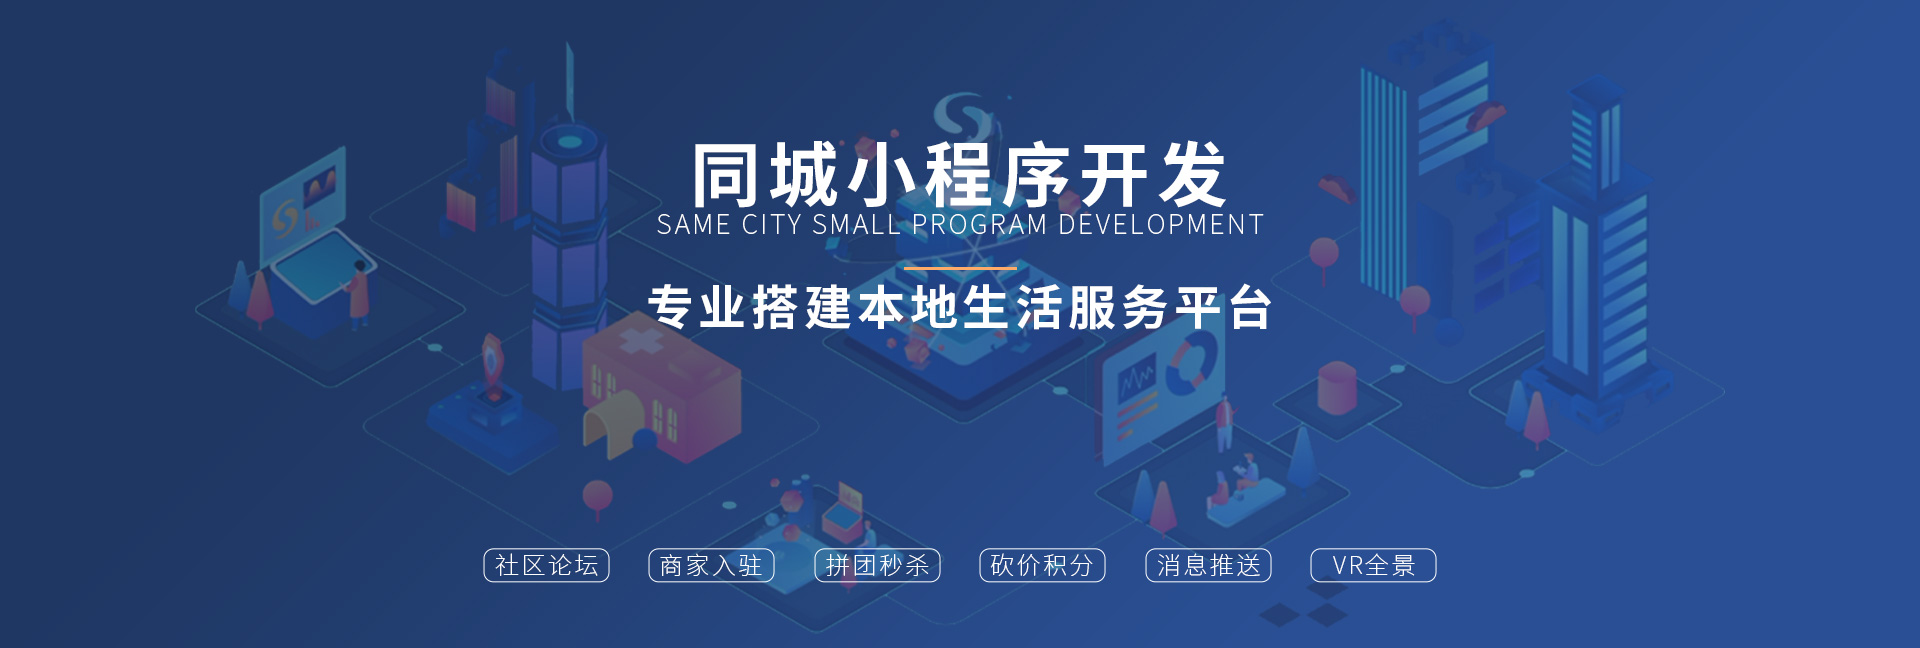 同城小程序开发
SAME CITY SMALL PROGRAM DEVELOPMENT
专业搭建本地生活服务平台
社区论坛 商家入驻 拼团秒杀 砍价积分 消息推送 VR全景